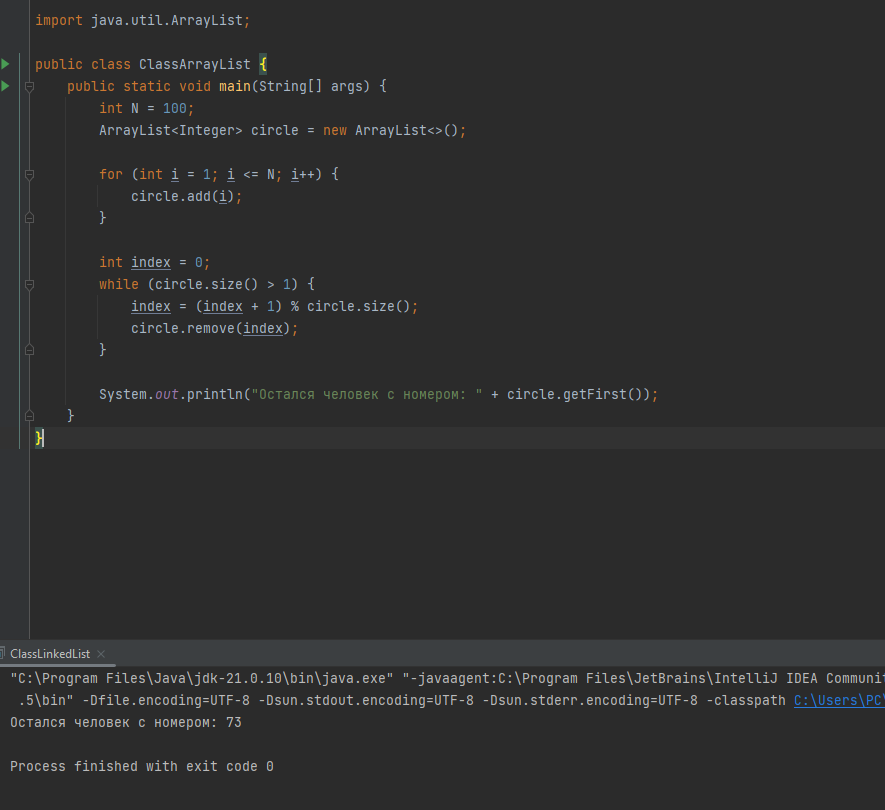 import java.util.ArrayList;
public class ClassArrayList {
public static void main(String[] args) {
int N = 100;
ArrayList<Integer> circle = new ArrayList<>();
for (int i = 1; i <= N; i++) {
circle.add(i);
}
int index = 0;
while (circle.size() > 1) {
index = (index + 1) % circle.size();
circle.remove(index);
}
System.out.println("Остался человек с номером: " + circle.getFirst());
}
}
ClassLinkedList
"C:\Program Files\Java\jdk-21.0.10\bin\java.exe" "-javaagent:C:\Program Files\JetBrains\IntelliJ IDEA Communit
.5\bin" -Dfile.encoding=UTF-8 -Dsun.stdout.encoding=UTF-8 -Dsun.stderr.encoding=UTF-8 -classpath C:\Users\PC\
Остался человек с номером: 73
Process finished with exit code 0